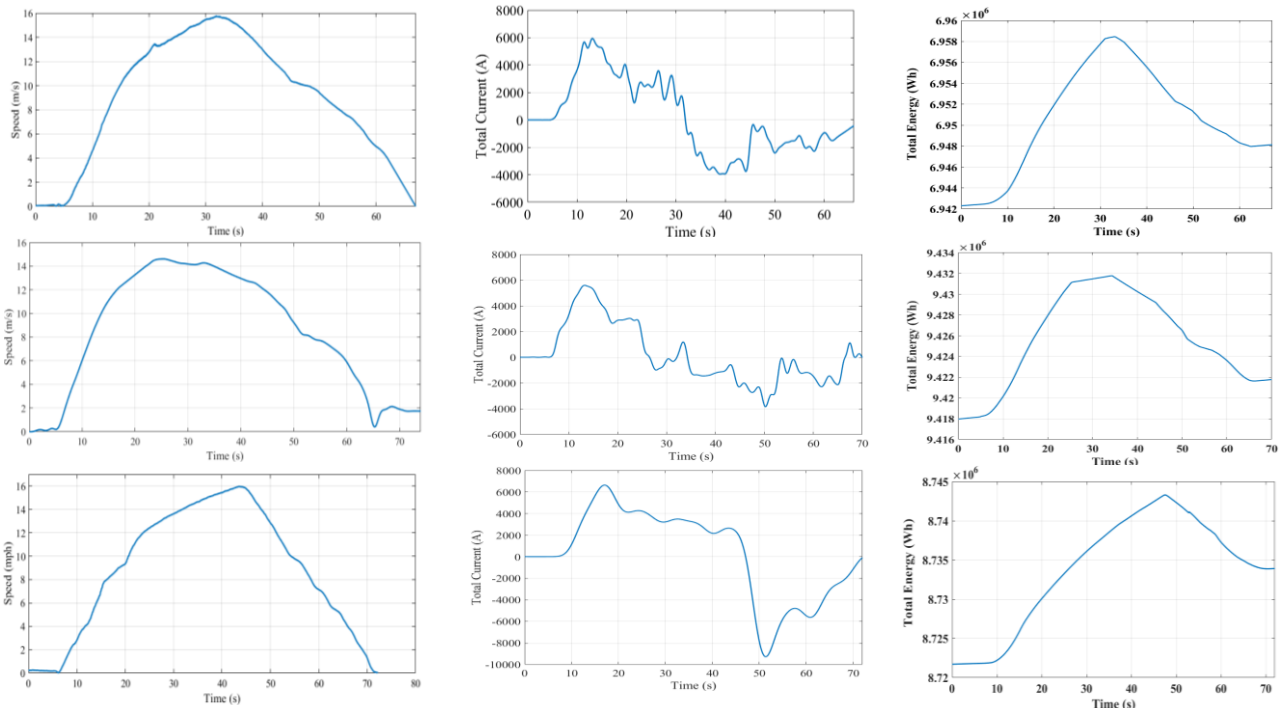 16
14
12
10
8
6
4
2
0
Speed (m/s)
0 10 20 30 40 50 60
Time (s)
8000
6000
4000
2000
0
-2000
-4000
-6000
Total Current (A)
0 10 20 30 40 50 60
Time (s)
×10⁶
6.96
6.958
6.954
6.952
6.95
6.948
6.944
6.942
Total Energy (Wh)
0 10 20 30 40 50 60
Time (s)
16
14
12
10
8
6
4
2
0
Speed (m/s)
0 10 20 30 40 50 60 70
Time (s)
8000
6000
4000
2000
0
-2000
-4000
-6000
Total Current (A)
0 10 20 30 40 50 60 70
Time (s)
×10⁶
9.434
9.432
9.43
9.426
9.424
9.422
9.42
9.418
9.416
Total Energy (Wh)
0 10 20 30 40 50 60 70
Time (s)
16
14
12
10
8
6
4
2
0
Speed (mph)
0 10 20 30 40 50 60 70 80
Time (s)
8000
6000
4000
2000
0
-2000
-4000
-6000
-8000
-10000
Total Current (A)
0 10 20 30 40 50 60 70
Time (s)
×10⁶
8.745
8.74
8.735
8.73
8.725
8.72
Total Energy (Wh)
0 10 20 30 40 50 60 70
Time (s)